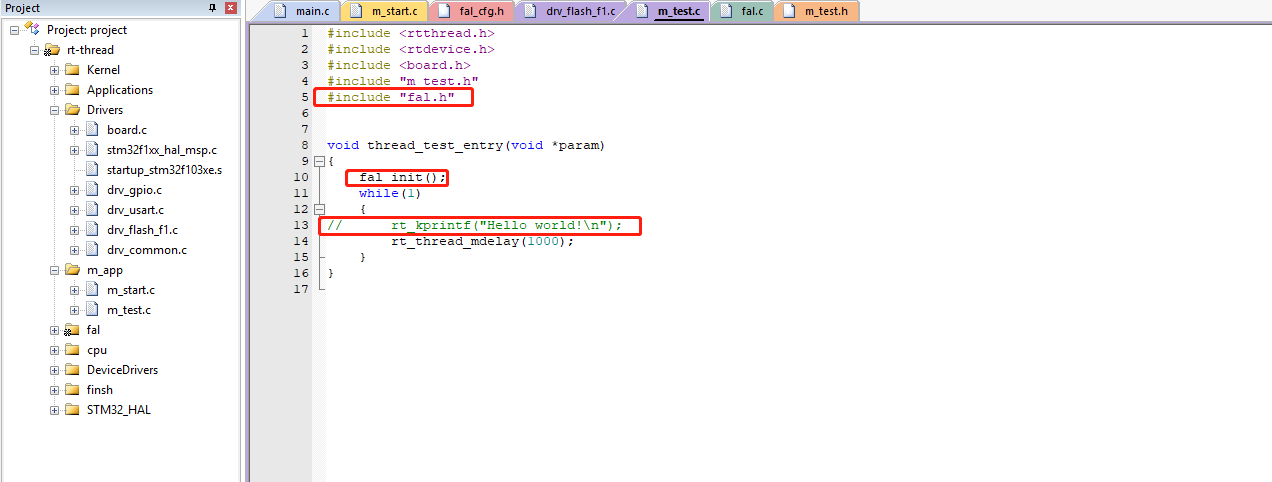 Project
Project: project
rt-thread
Kernel
Applications
Drivers
board.c
stm32f1xx_hal_msp.c
startup_stm32f103xe.s
drv_gpio.c
drv_usart.c
drv_flash_f1.c
drv_common.c
m_app
m_start.c
m_test.c
fal
cpu
DeviceDrivers
finsh
STM32_HAL
main.c m_start.c fal_cfg.h drv_flash_f1.c m_test.c fal.c m_test.h
1 #include <rtthread.h>
2 #include <rtdevice.h>
3 #include <board.h>
4 #include "m_test.h"
5 #include "fal.h"
6
7
8 void thread_test_entry(void *param)
9 {
10 fal_init();
11 while(1)
12 {
13 // rt_kprintf("Hello world!\n");
14 rt_thread_mdelay(1000);
15 }
16 }
17